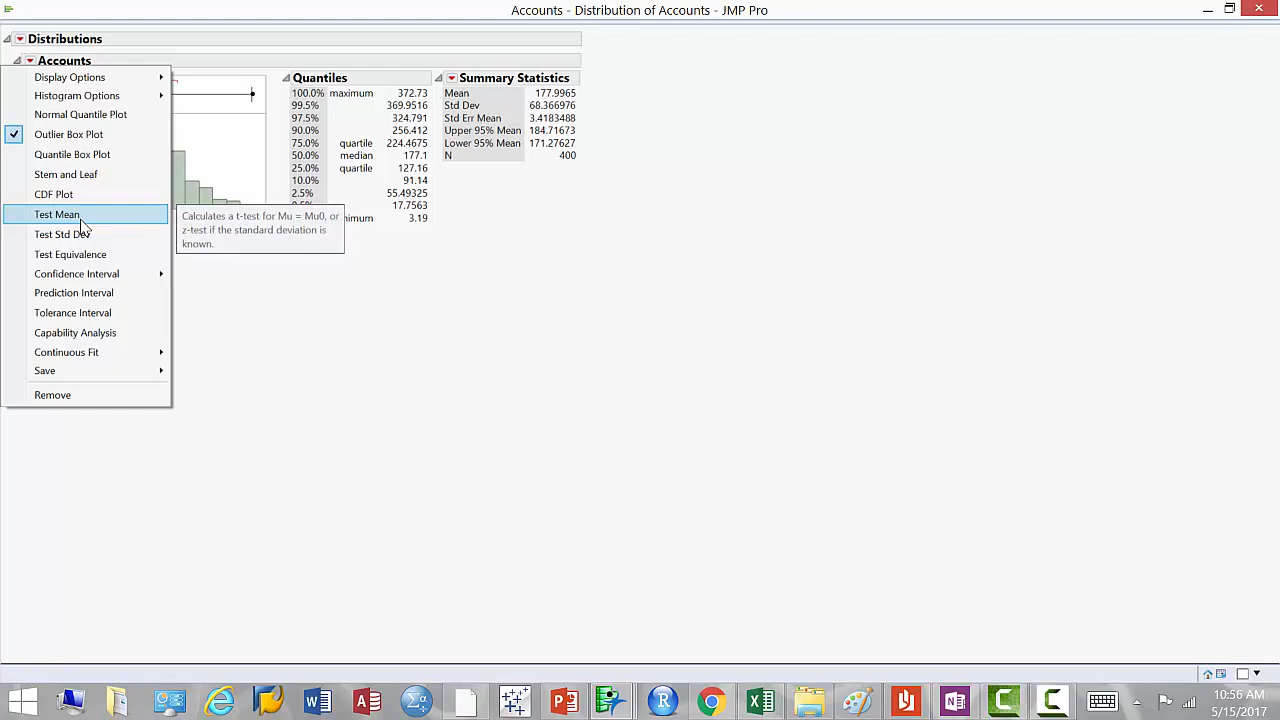 Accounts - Distribution of Accounts - JMP Pro
Distributions
Accounts
Display Options
Histogram Options
Normal Quantile Plot
Outlier Box Plot
Quantile Box Plot
Stem and Leaf
CDF Plot
Test Mean
Test Std Dev
Test Equivalence
Confidence Interval
Prediction Interval
Tolerance Interval
Capability Analysis
Continuous Fit
Save
Remove
Calculates a t-test for Mu = Mu0, or
z-test if the standard deviation is
known.
Quantiles
100.0% maximum 372.73
99.5% 369.9516
97.5% 324.791
90.0% 256.412
75.0% quartile 224.4675
50.0% median 177.1
25.0% quartile 127.16
10.0% 91.14
2.5% 55.49325
17.7563
3.19
Summary Statistics
Mean 177.9965
Std Dev 68.366976
Std Err Mean 3.4183488
Upper 95% Mean 184.71673
Lower 95% Mean 171.27627
N 400
10:56 AM
5/15/2017